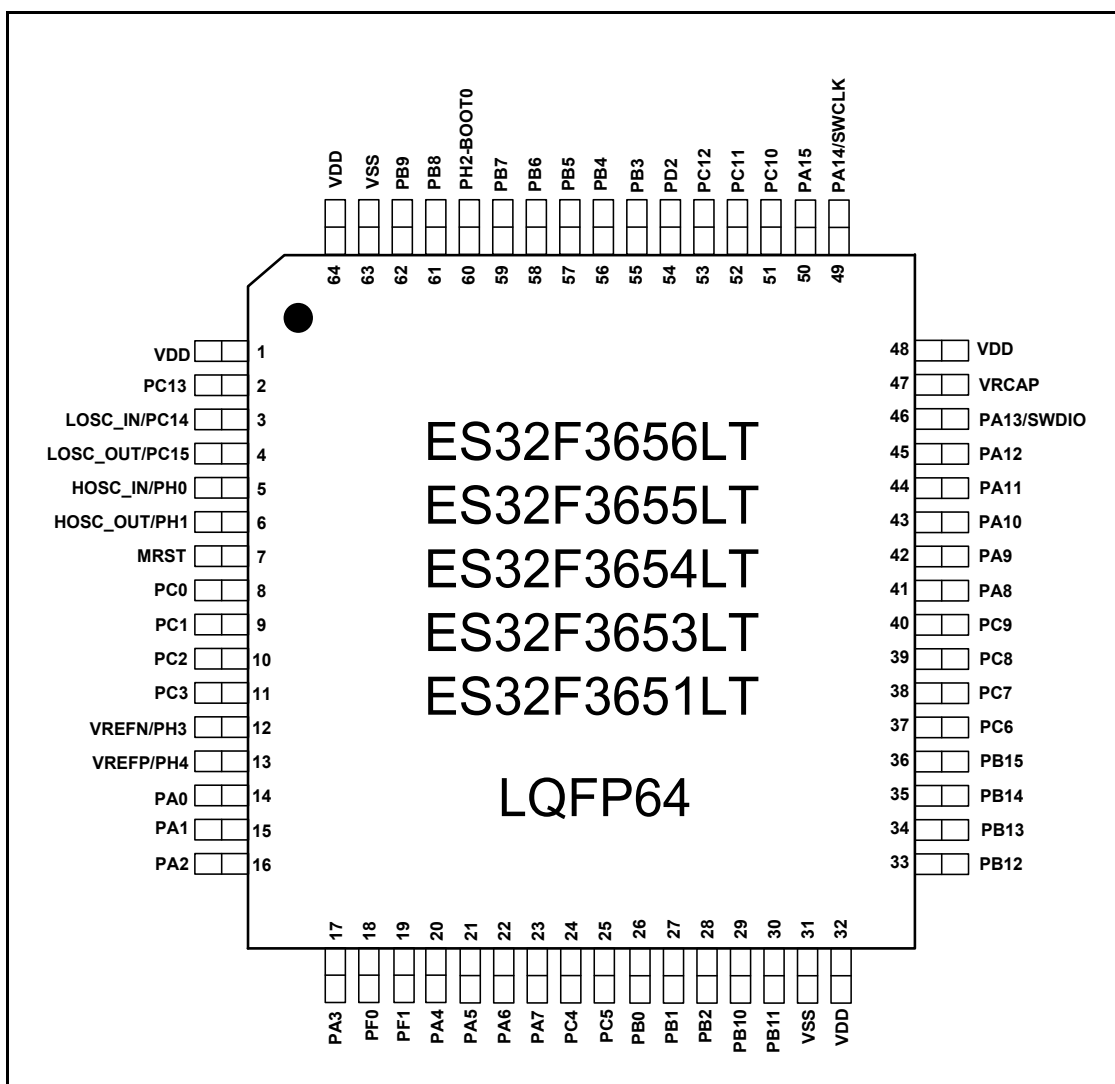 VDD
VSS
PB9
PB8
PH2-BOOT0
PB7
PB6
PB5
PB4
PB3
PD2
PC12
PC11
PC10
PA15
PA14/SWCLK
64
63
62
61
60
59
58
57
56
55
54
53
52
51
50
49
VDD 1
PC13 2
LOSC_IN/PC14 3
LOSC_OUT/PC15 4
HOSC_IN/PH0 5
HOSC_OUT/PH1 6
MRST 7
PC0 8
PC1 9
PC2 10
PC3 11
VREFN/PH3 12
VREFP/PH4 13
PA0 14
PA1 15
PA2 16
ES32F3656LT
ES32F3655LT
ES32F3654LT
ES32F3653LT
ES32F3651LT
LQFP64
48 VDD
47 VRCAP
46 PA13/SWDIO
45 PA12
44 PA11
43 PA10
42 PA9
41 PA8
40 PC9
39 PC8
38 PC7
37 PC6
36 PB15
35 PB14
34 PB13
33 PB12
17
18
19
20
21
22
23
24
25
26
27
28
29
30
31
32
PA3
PF0
PF1
PA4
PA5
PA6
PA7
PC4
PC5
PB0
PB1
PB2
PB10
PB11
VSS
VDD